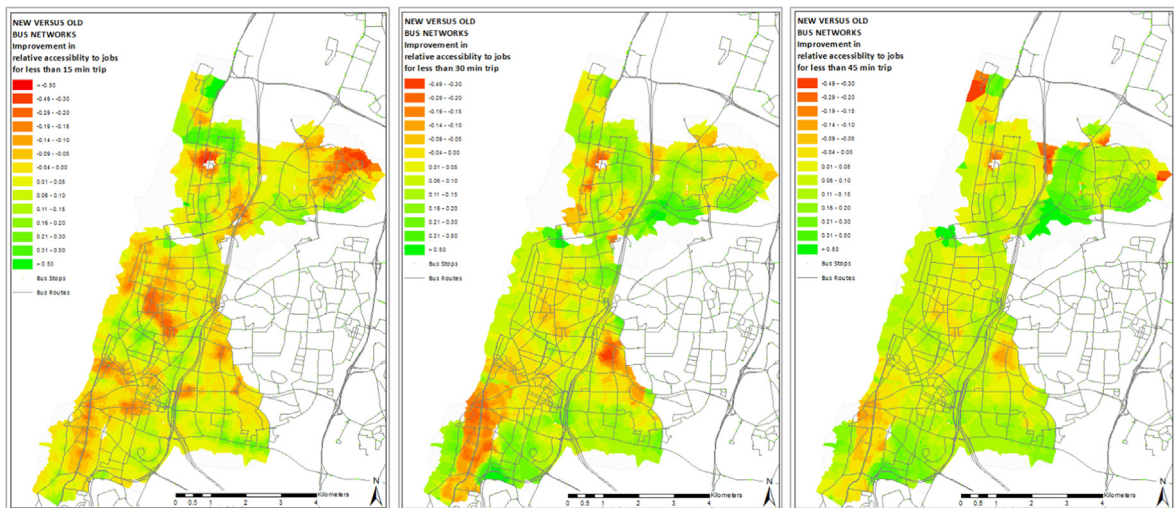 NEW VERSUS OLD
BUS NETWORKS
Improvement in
relative accessiblity to jobs
for less than 15 min trip
< -0.50
-0.49 - -0.30
-0.29 - -0.20
-0.19 - -0.15
-0.14 - -0.10
-0.09 - -0.05
-0.04 - 0.00
0.01 - 0.05
0.06 - 0.10
0.11 - 0.15
0.16 - 0.20
0.21 - 0.30
0.31 - 0.50
> 0.50
Bus Stops
Bus Routes
N
Kilometers
0 0.5 1 2 3 4
NEW VERSUS OLD
BUS NETWORKS
Improvement in
relative accessiblity to jobs
for less than 30 min trip
-0.49 - -0.30
-0.29 - -0.20
-0.19 - -0.15
-0.14 - -0.10
-0.09 - -0.05
-0.04 - 0.00
0.01 - 0.05
0.06 - 0.10
0.11 - 0.15
0.16 - 0.20
0.21 - 0.30
0.31 - 0.50
> 0.50
Bus Stops
Bus Routes
N
Kilometers
0 0.5 1 2 3 4
NEW VERSUS OLD
BUS NETWORKS
Improvement in
relative accessiblity to jobs
for less than 45 min trip
-0.49 - -0.30
-0.29 - -0.20
-0.19 - -0.15
-0.14 - -0.10
-0.09 - -0.05
-0.04 - 0.00
0.01 - 0.05
0.06 - 0.10
0.11 - 0.15
0.16 - 0.20
0.21 - 0.30
0.31 - 0.50
> 0.50
Bus Stops
Bus Routes
N
Kilometers
0 0.5 1 2 3 4